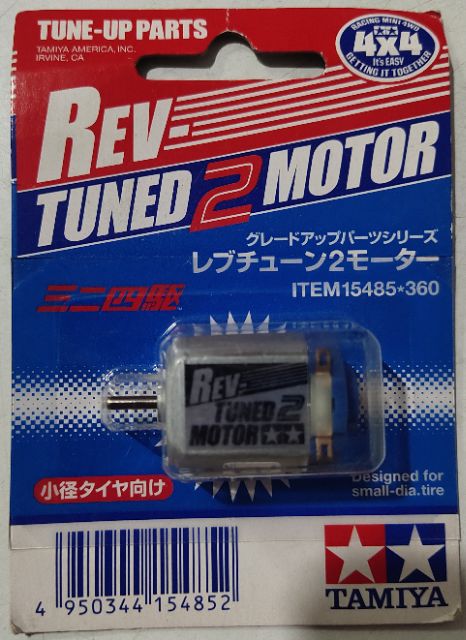 TUNE-UP PARTS
TAMIYA AMERICA, INC.
IRVINE, CA
RACING MINI 4WD
4x4
It's EASY
GETTING IT TOGETHER
REV-
TUNED 2 MOTOR
グレードアップパーツシリーズ
レブチューン2モーター
ITEM15485*360
ミニ四駆
REV-
TUNED 2
MOTOR
小径タイヤ向け
Designed for
small-dia.tire
4 950344 154852
TAMIYA